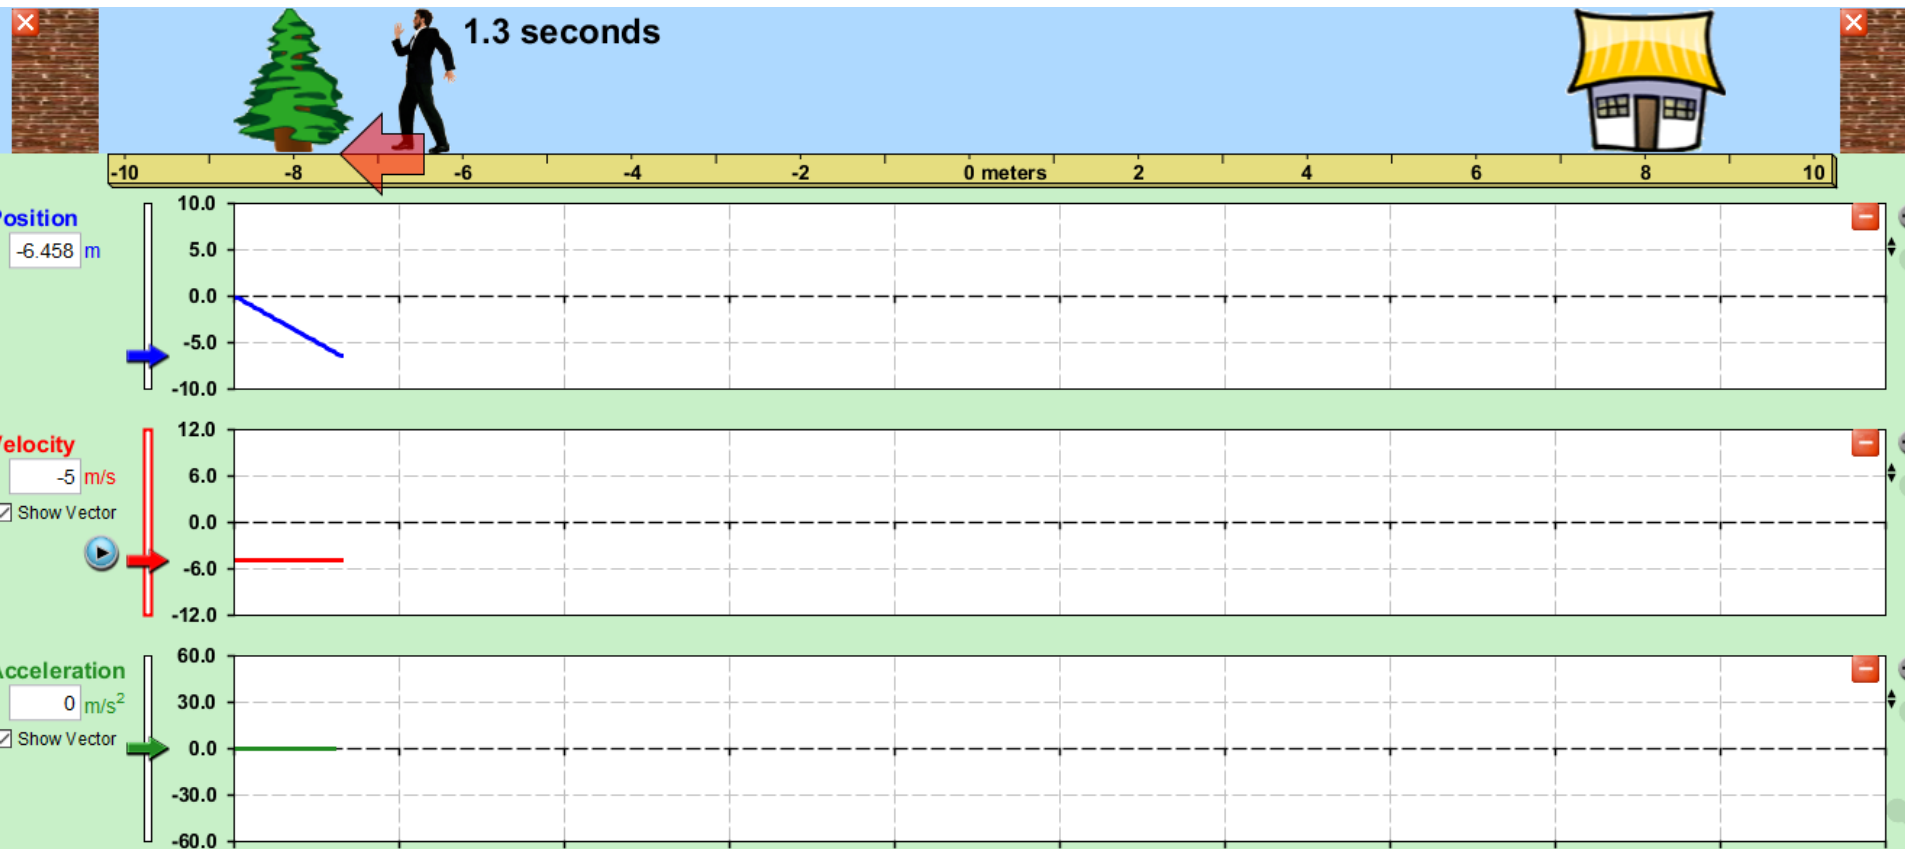 1.3 seconds
-10 -8 -6 -4 -2 0 meters 2 4 6 8 10
osition
-6.458 m
10.0
5.0
0.0
-5.0
-10.0
elocity
-5 m/s
Show Vector
12.0
6.0
0.0
-6.0
-12.0
cceleration
0 m/s²
Show Vector
60.0
30.0
0.0
-30.0
-60.0